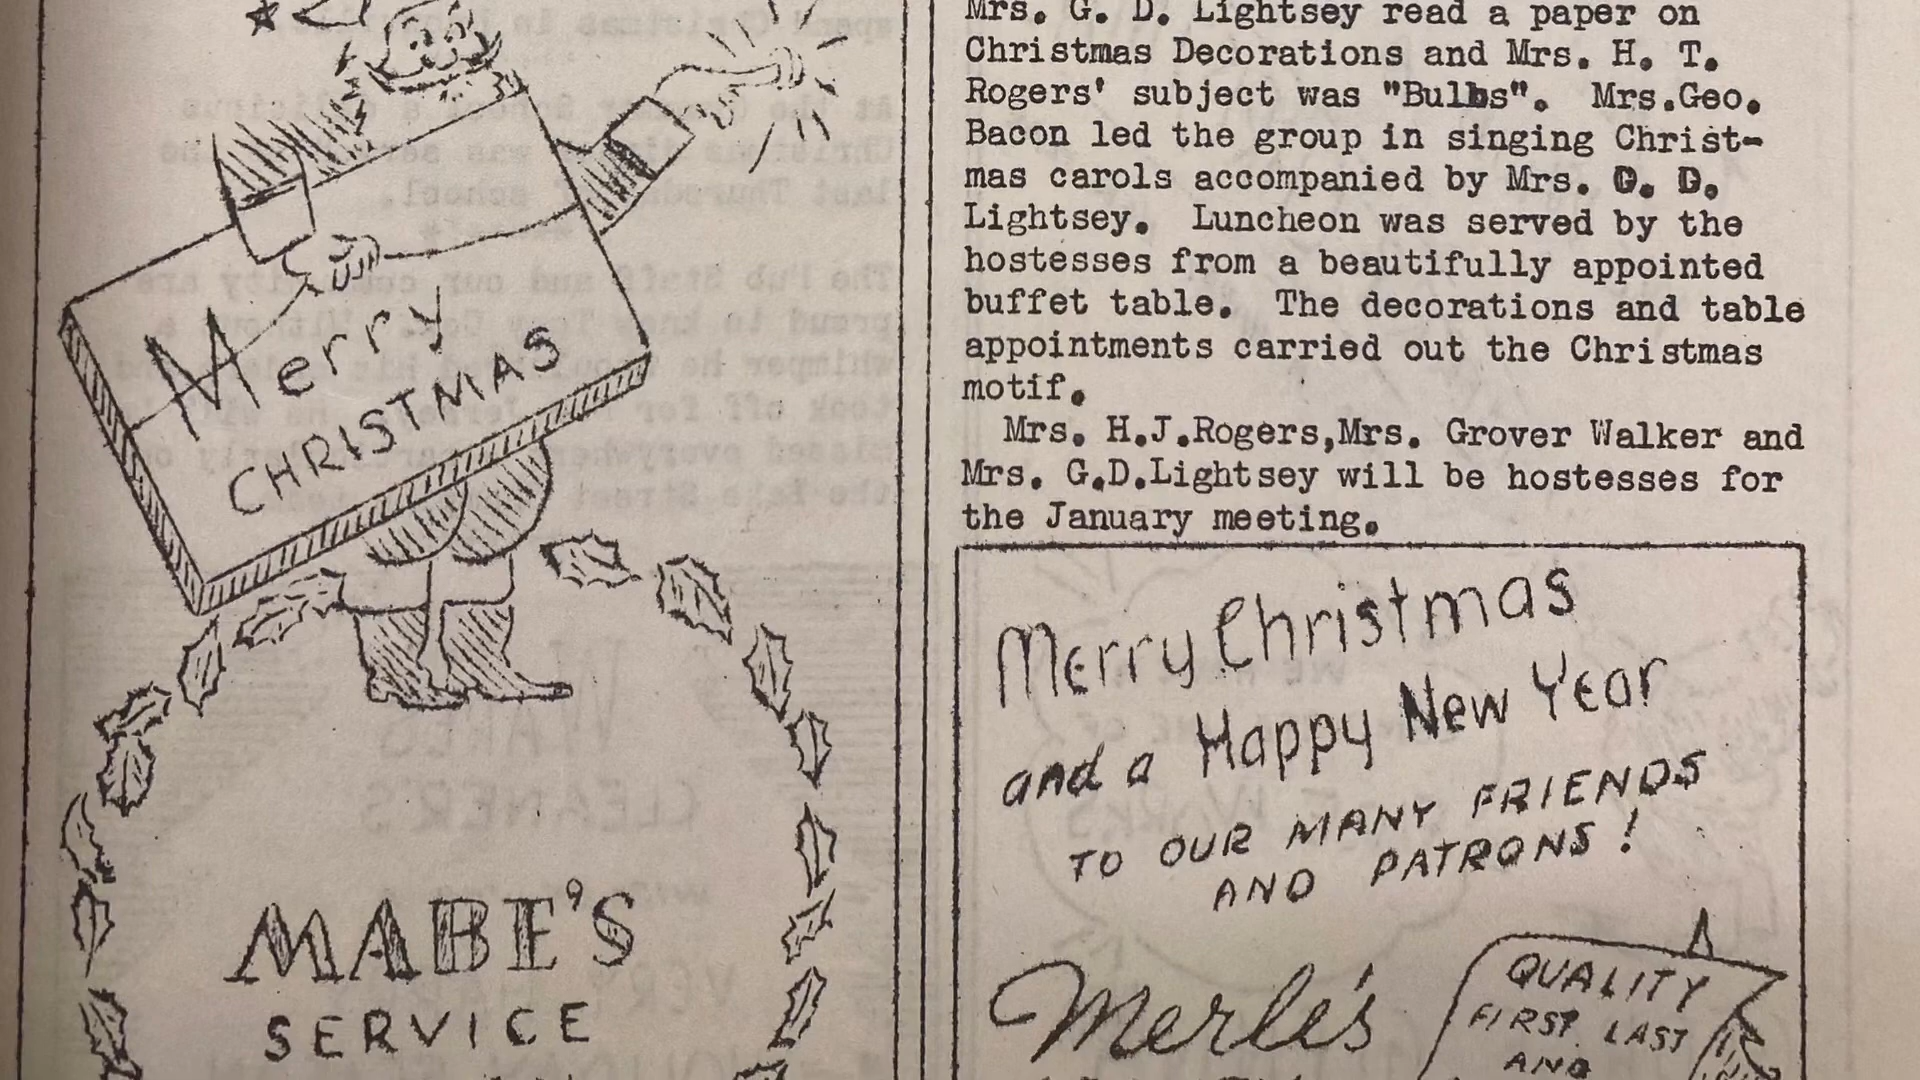 Merry
CHRISTMAS
MABE'S
SERVICE
Mrs. G. D. Lightsey read a paper on
Christmas Decorations and Mrs. H. T.
Rogers' subject was "Bulbs". Mrs.Geo.
Bacon led the group in singing Christ-
mas carols accompanied by Mrs. G. D.
Lightsey. Luncheon was served by the
hostesses from a beautifully appointed
buffet table. The decorations and table
appointments carried out the Christmas
motif.
Mrs. H.J.Rogers,Mrs. Grover Walker and
Mrs. G.D.Lightsey will be hostesses for
the January meeting.
Merry Christmas
and a Happy New Year
TO OUR MANY FRIENDS
AND PATRONS!
Merle's
QUALITY
FIRST, LAST
AND